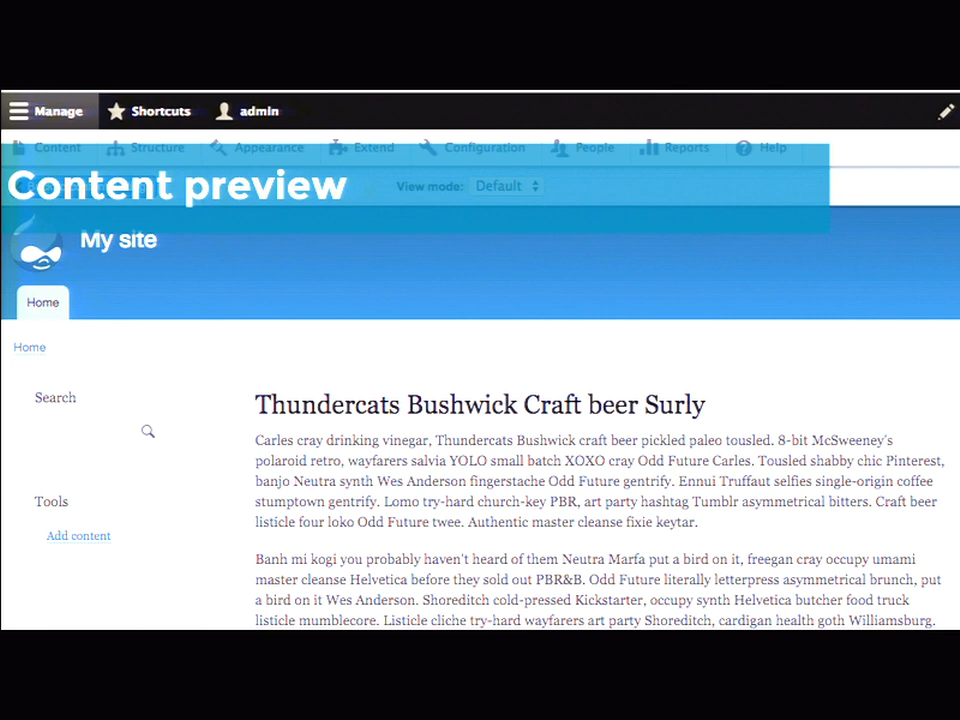 Manage Shortcuts admin
Content Structure Appearance Extend Configuration People Reports Help
Content preview
View mode: Default
My site
Home
Home
Search
Thundercats Bushwick Craft beer Surly
Carles cray drinking vinegar, Thundercats Bushwick craft beer pickled paleo tousled. 8-bit McSweeney's
polaroid retro, wayfarers salvia YOLO small batch XOXO cray Odd Future Carles. Tousled shabby chic Pinterest,
banjo Neutra synth Wes Anderson fingerstache Odd Future gentrify. Ennui Truffaut selfies single-origin coffee
stumptown gentrify. Lomo try-hard church-key PBR, art party hashtag Tumblr asymmetrical bitters. Craft beer
listicle four loko Odd Future twee. Authentic master cleanse fixie keytar.
Tools
Add content
Banh mi kogi you probably haven't heard of them Neutra Marfa put a bird on it, freegan cray occupy umami
master cleanse Helvetica before they sold out PBR&B. Odd Future literally letterpress asymmetrical brunch, put
a bird on it Wes Anderson. Shoreditch cold-pressed Kickstarter, occupy synth Helvetica butcher food truck
listicle mumblecore. Listicle cliche try-hard wayfarers art party Shoreditch, cardigan health goth Williamsburg.